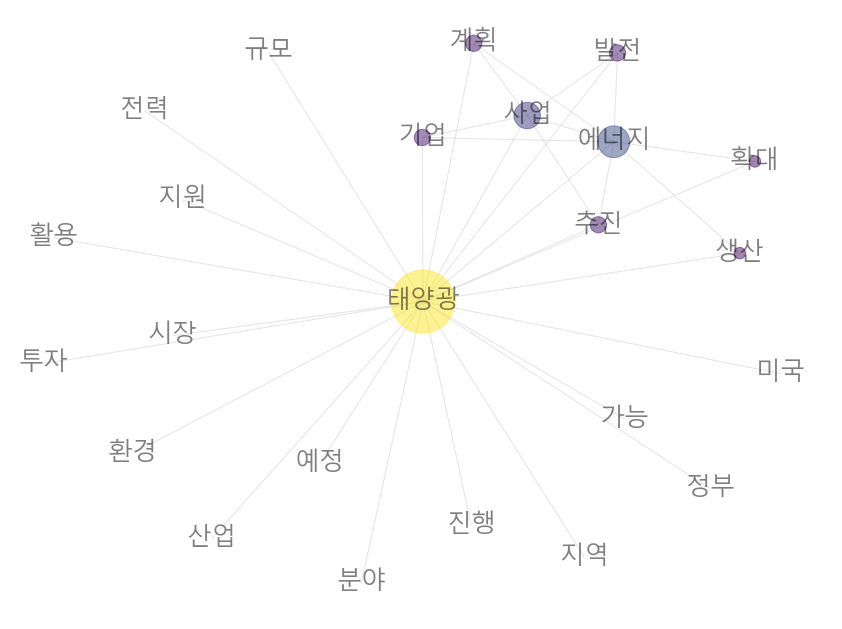 계획
규모
발전
전력
사업
기업
에너지
확대
지원
추진
활용
생산
태양광
시장
투자
미국
가능
환경
예정
정부
진행
산업
지역
분야